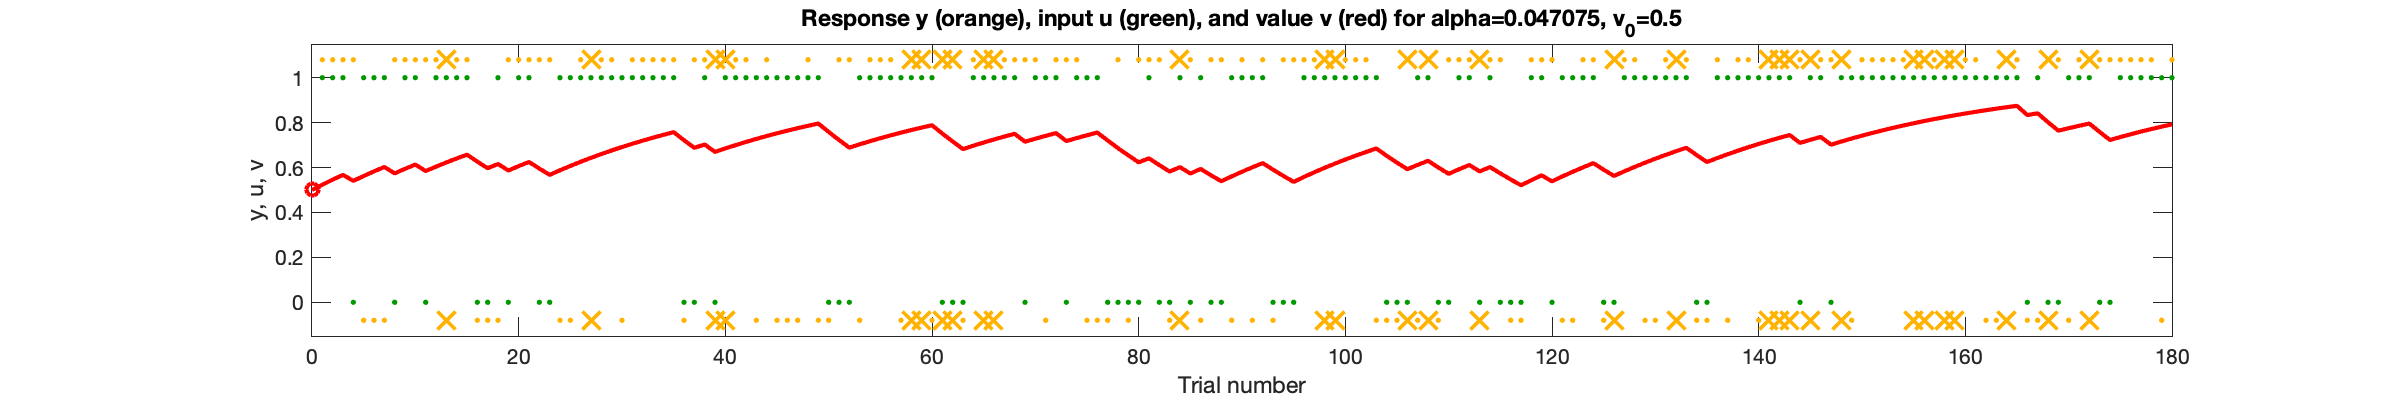 Response y (orange), input u (green), and value v (red) for alpha=0.047075, v_0=0.5
1
0.8
0.6
0.4
0.2
0
y, u, v
0 20 40 60 80 100 120 140 160 180
Trial number